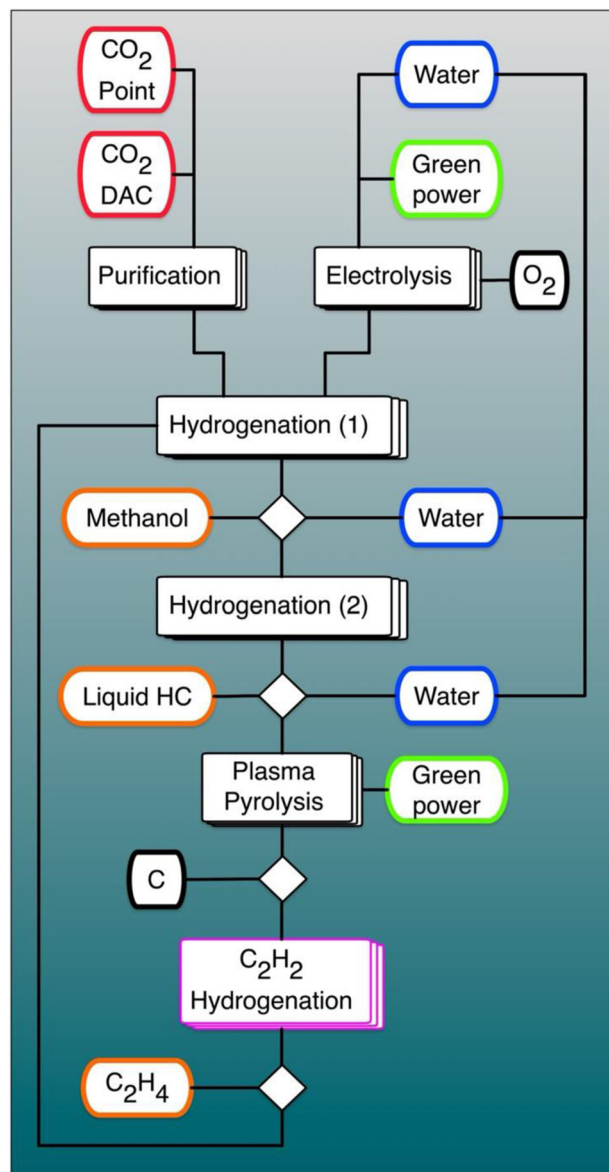 CO2
Point
Water
CO2
DAC
Green
power
Purification
Electrolysis
O2
Hydrogenation (1)
Methanol
Water
Hydrogenation (2)
Liquid HC
Water
Plasma
Pyrolysis
Green
power
C
C2H2
Hydrogenation
C2H4